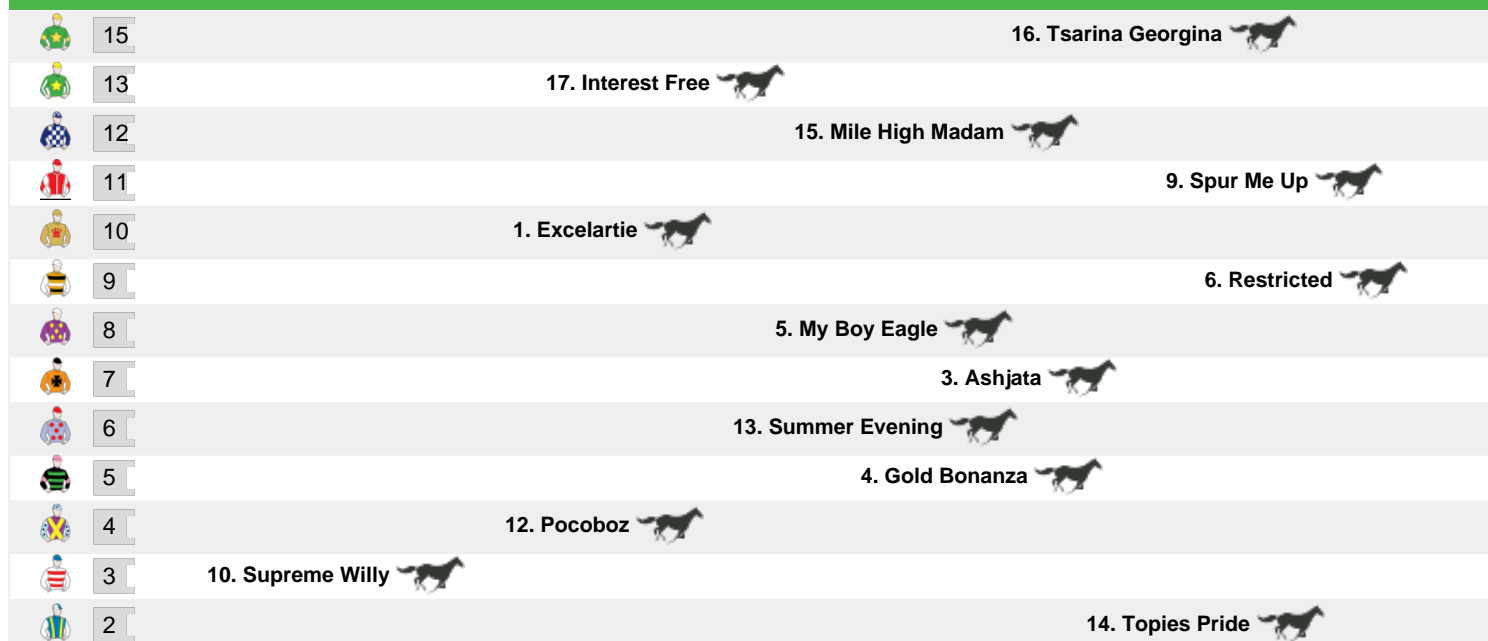 15 16. Tsarina Georgina
13 17. Interest Free
12 15. Mile High Madam
11 9. Spur Me Up
10 1. Excelartie
9 6. Restricted
8 5. My Boy Eagle
7 3. Ashjata
6 13. Summer Evening
5 4. Gold Bonanza
4 12. Pocoboz
3 10. Supreme Willy
2 14. Topies Pride